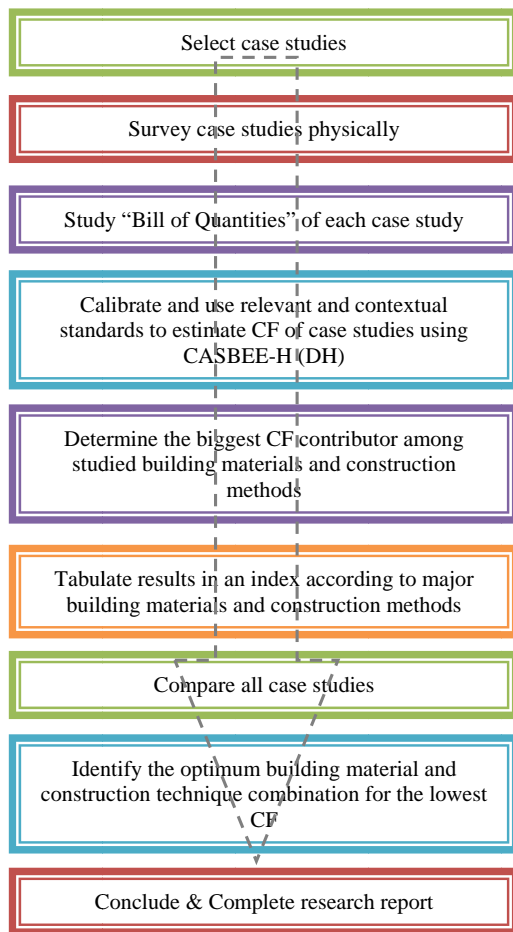 Select case studies
Survey case studies physically
Study “Bill of Quantities” of each case study
Calibrate and use relevant and contextual
standards to estimate CF of case studies using
CASBEE-H (DH)
Determine the biggest CF contributor among
studied building materials and construction
methods
Tabulate results in an index according to major
building materials and construction methods
Compare all case studies
Identify the optimum building material and
construction technique combination for the lowest
CF
Conclude & Complete research report